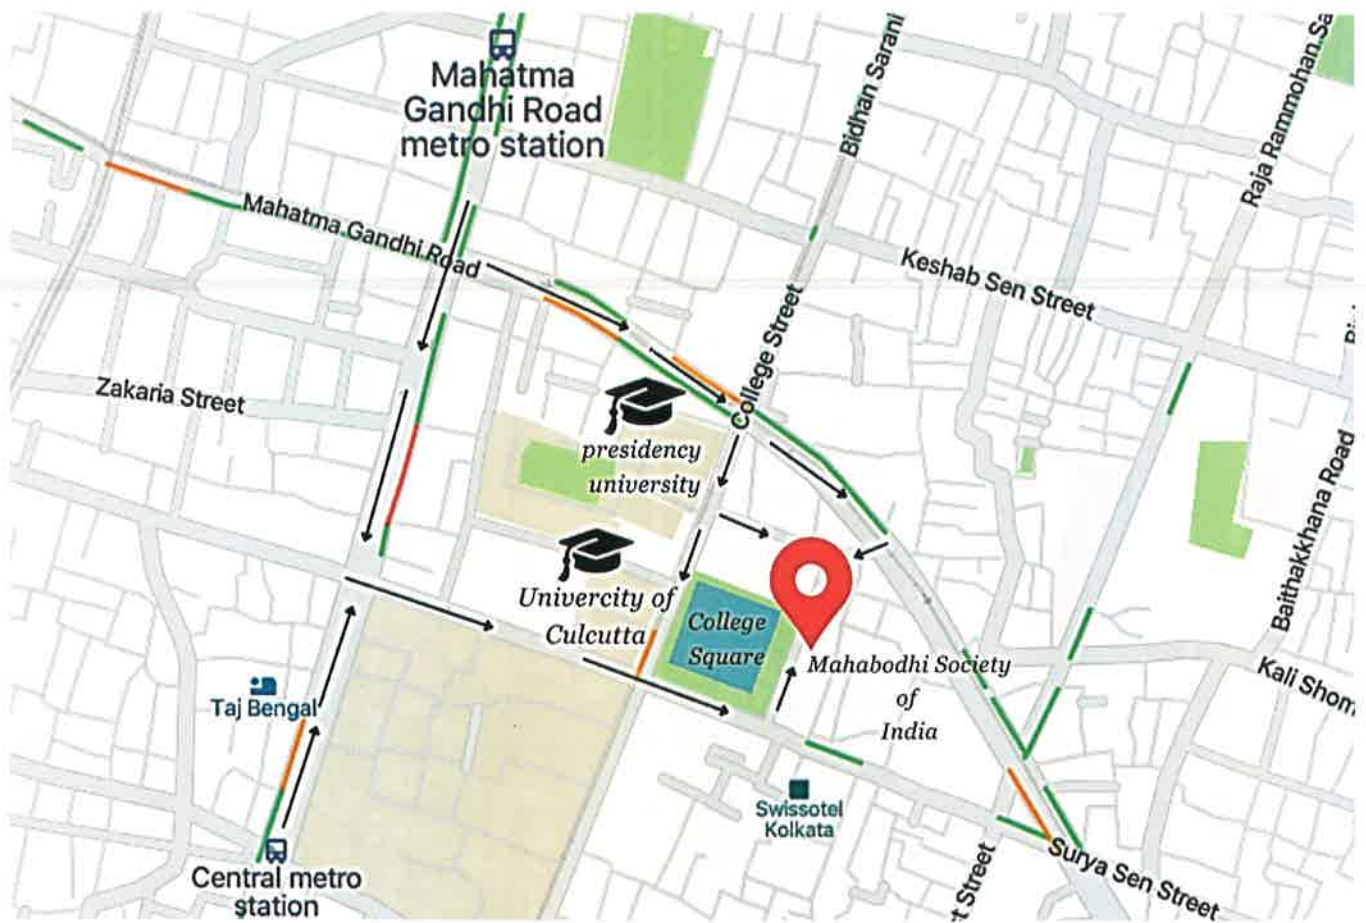 Mahatma
Gandhi Road
metro station
Bidhan Sarani
Raja Rammohan Sa
Mahatma Gandhi Road
Keshab Sen Street
College Street
Zakaria Street
presidency
university
Univercity of
Culcutta
College
Square
Mahabodhi Society
of
India
Baithakkhana Road
Kali Shom
Taj Bengal
Swissotel
Kolkata
Central metro
station
t Street
Surya Sen Street